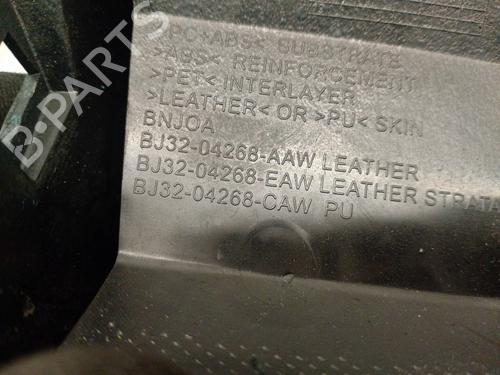 >PC+ABS< SUBSTRATE
>ABS< REINFORCEMENT
>PET< INTERLAYER
>LEATHER< OR >PU< SKIN
BNJOA
BJ32-04268-AAW LEATHER
BJ32-04268-EAW LEATHER STRATA
BJ32-04268-CAW PU
B-PARTS